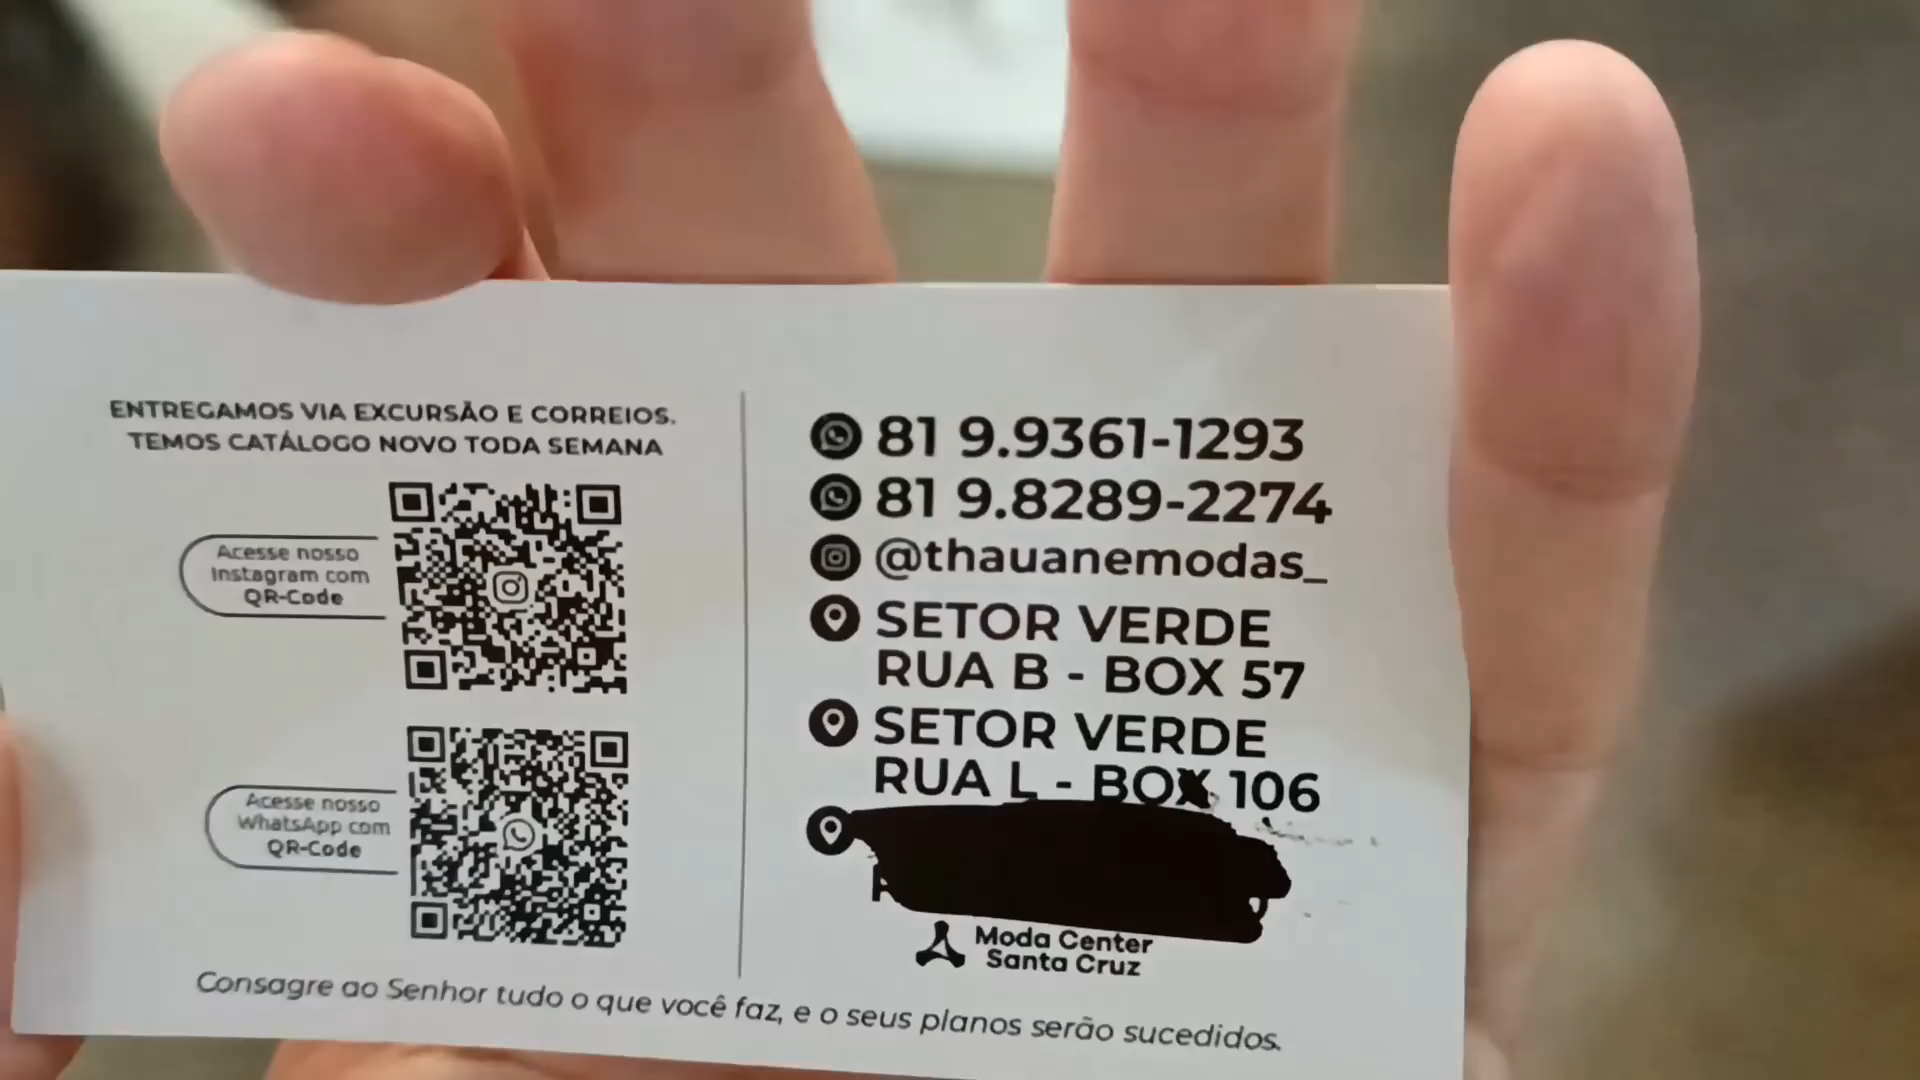 ENTREGAMOS VIA EXCURSÃO E CORREIOS.
TEMOS CATÁLOGO NOVO TODA SEMANA
Acesse nosso
Instagram com
QR-Code
Acesse nosso
WhatsApp com
QR-Code
81 9.9361-1293
81 9.8289-2274
@thauanemodas_
SETOR VERDE
RUA B - BOX 57
SETOR VERDE
RUA L - BOX 106
Moda Center
Santa Cruz
Consagre ao Senhor tudo o que você faz, e o seus planos serão sucedidos.